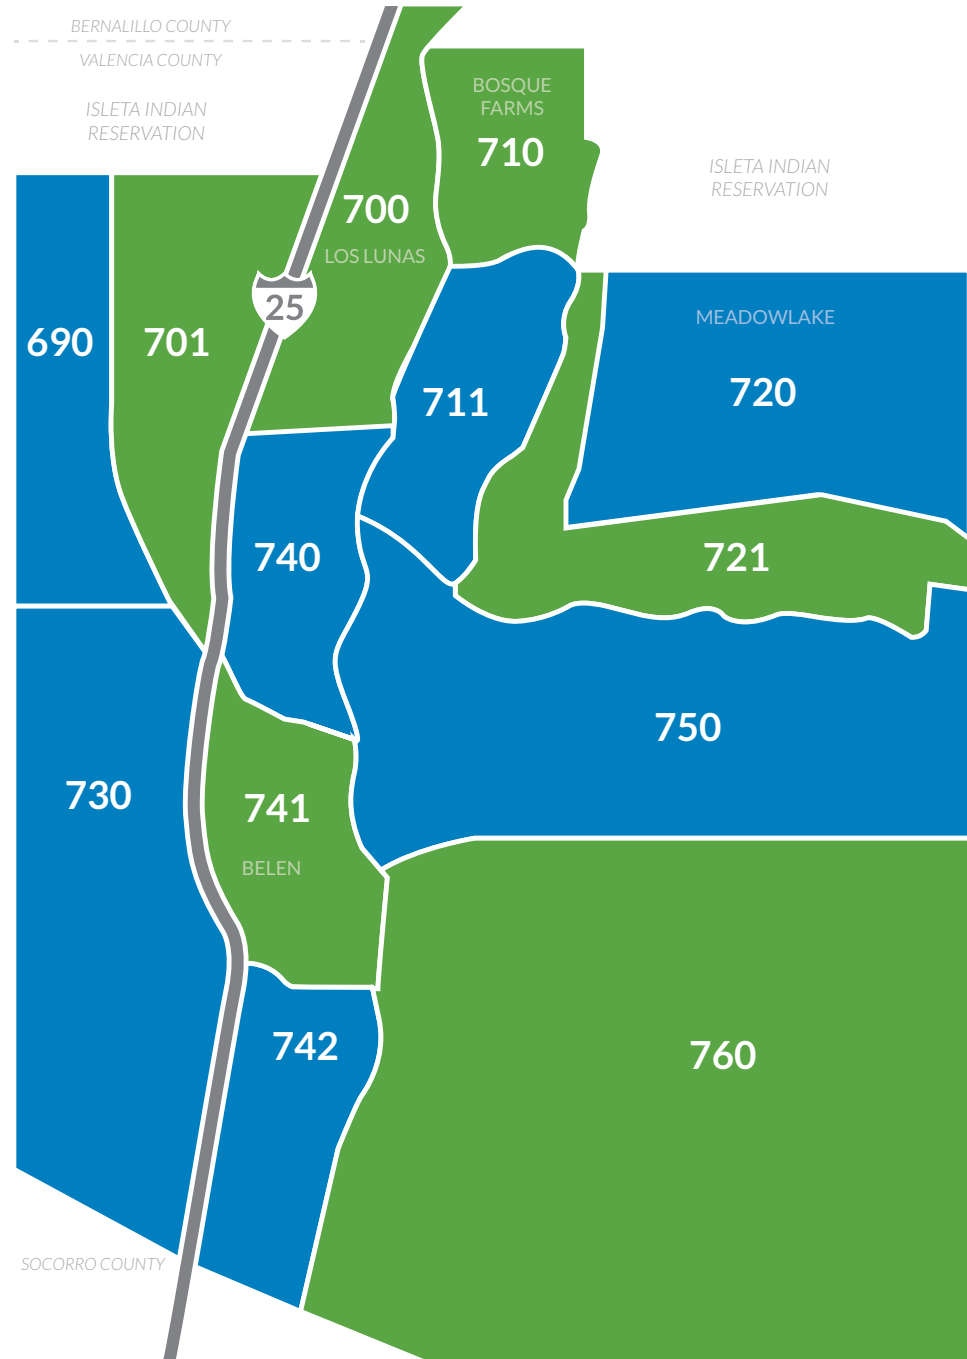 BERNALILLO COUNTY
VALENCIA COUNTY
ISLETA INDIAN
RESERVATION
BOSQUE
FARMS
710
ISLETA INDIAN
RESERVATION
700
LOS LUNAS
25
MEADOWLAKE
690
701
720
711
740
721
750
730
741
BELEN
742
760
SOCORRO COUNTY